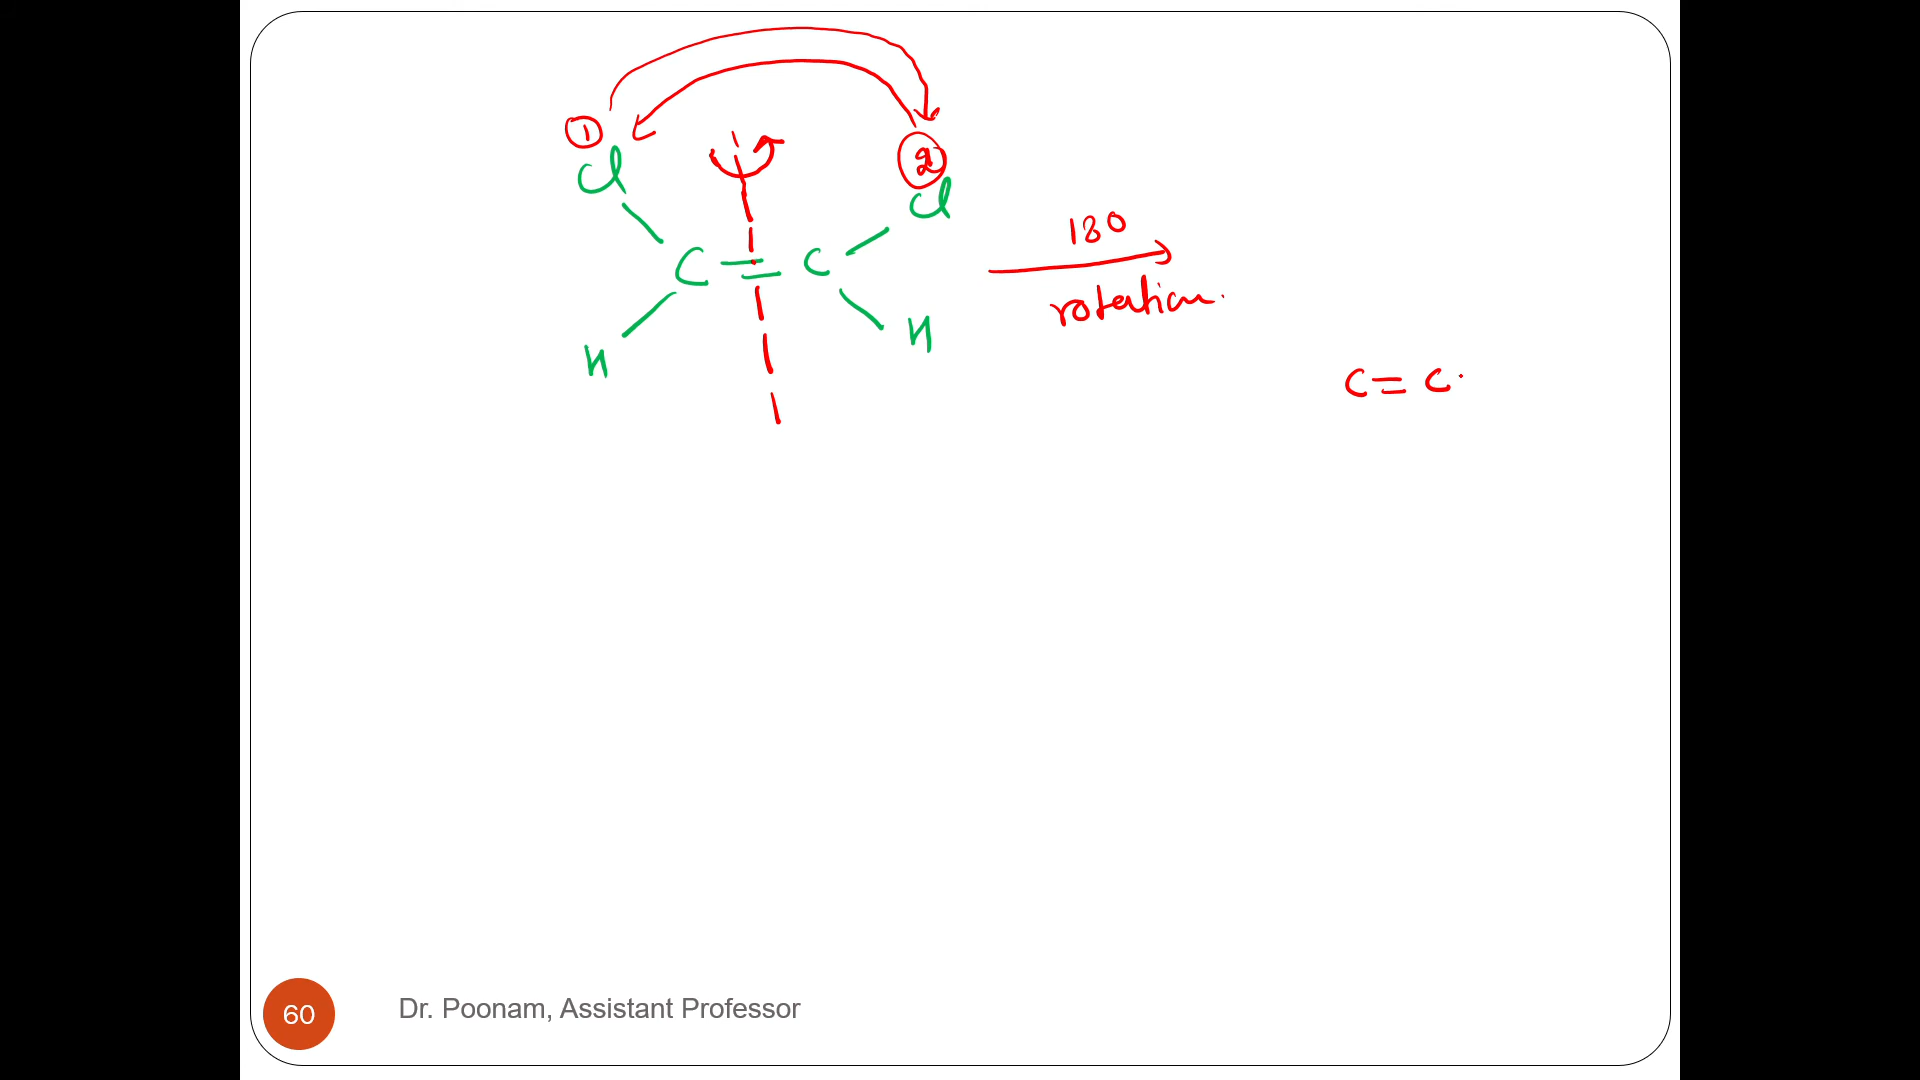 1 2
Cl Cl
C = C
H H
180
rotation.
C = C.
60 Dr. Poonam, Assistant Professor